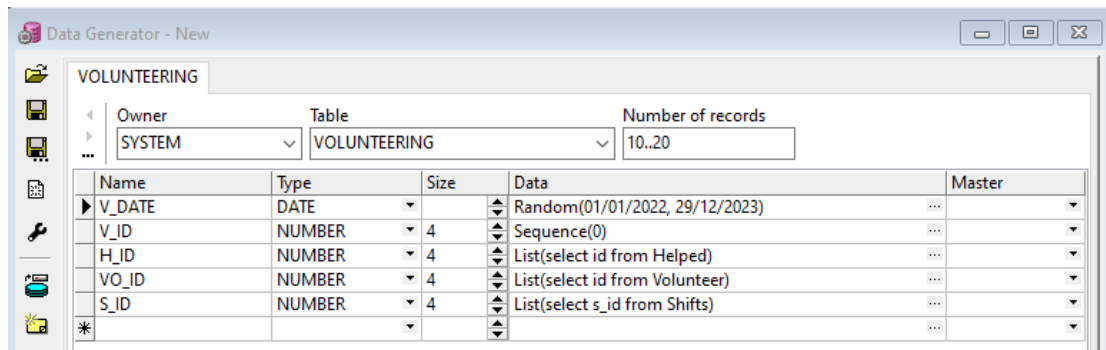 Data Generator - New
VOLUNTEERING
Owner Table Number of records
SYSTEM VOLUNTEERING 10..20
Name Type Size Data Master
V_DATE DATE Random(01/01/2022, 29/12/2023) ...
V_ID NUMBER 4 Sequence(0) ...
H_ID NUMBER 4 List(select id from Helped) ...
VO_ID NUMBER 4 List(select id from Volunteer) ...
S_ID NUMBER 4 List(select s_id from Shifts) ...
* ...